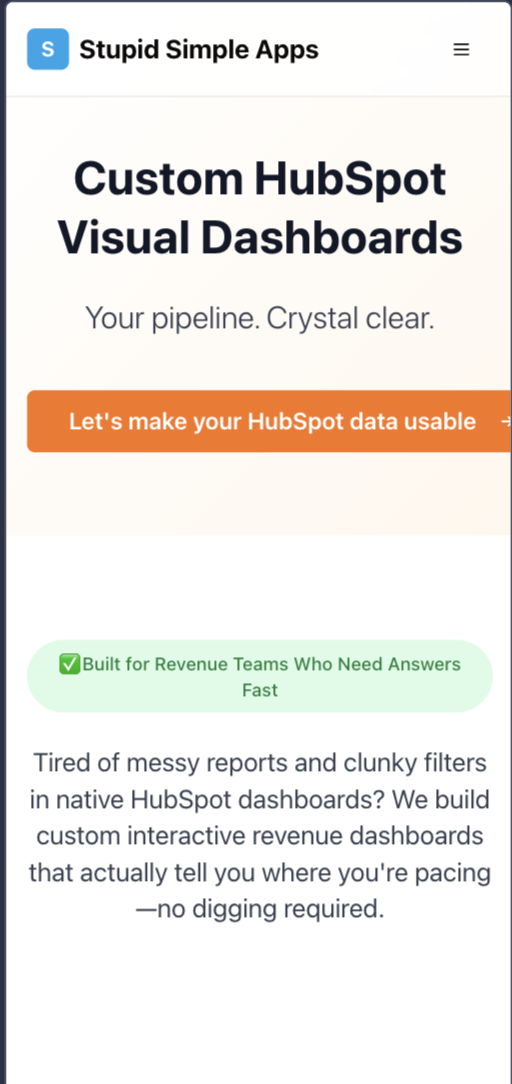 S Stupid Simple Apps
Custom HubSpot
Visual Dashboards
Your pipeline. Crystal clear.
Let's make your HubSpot data usable →
✅Built for Revenue Teams Who Need Answers
Fast
Tired of messy reports and clunky filters
in native HubSpot dashboards? We build
custom interactive revenue dashboards
that actually tell you where you're pacing
—no digging required.